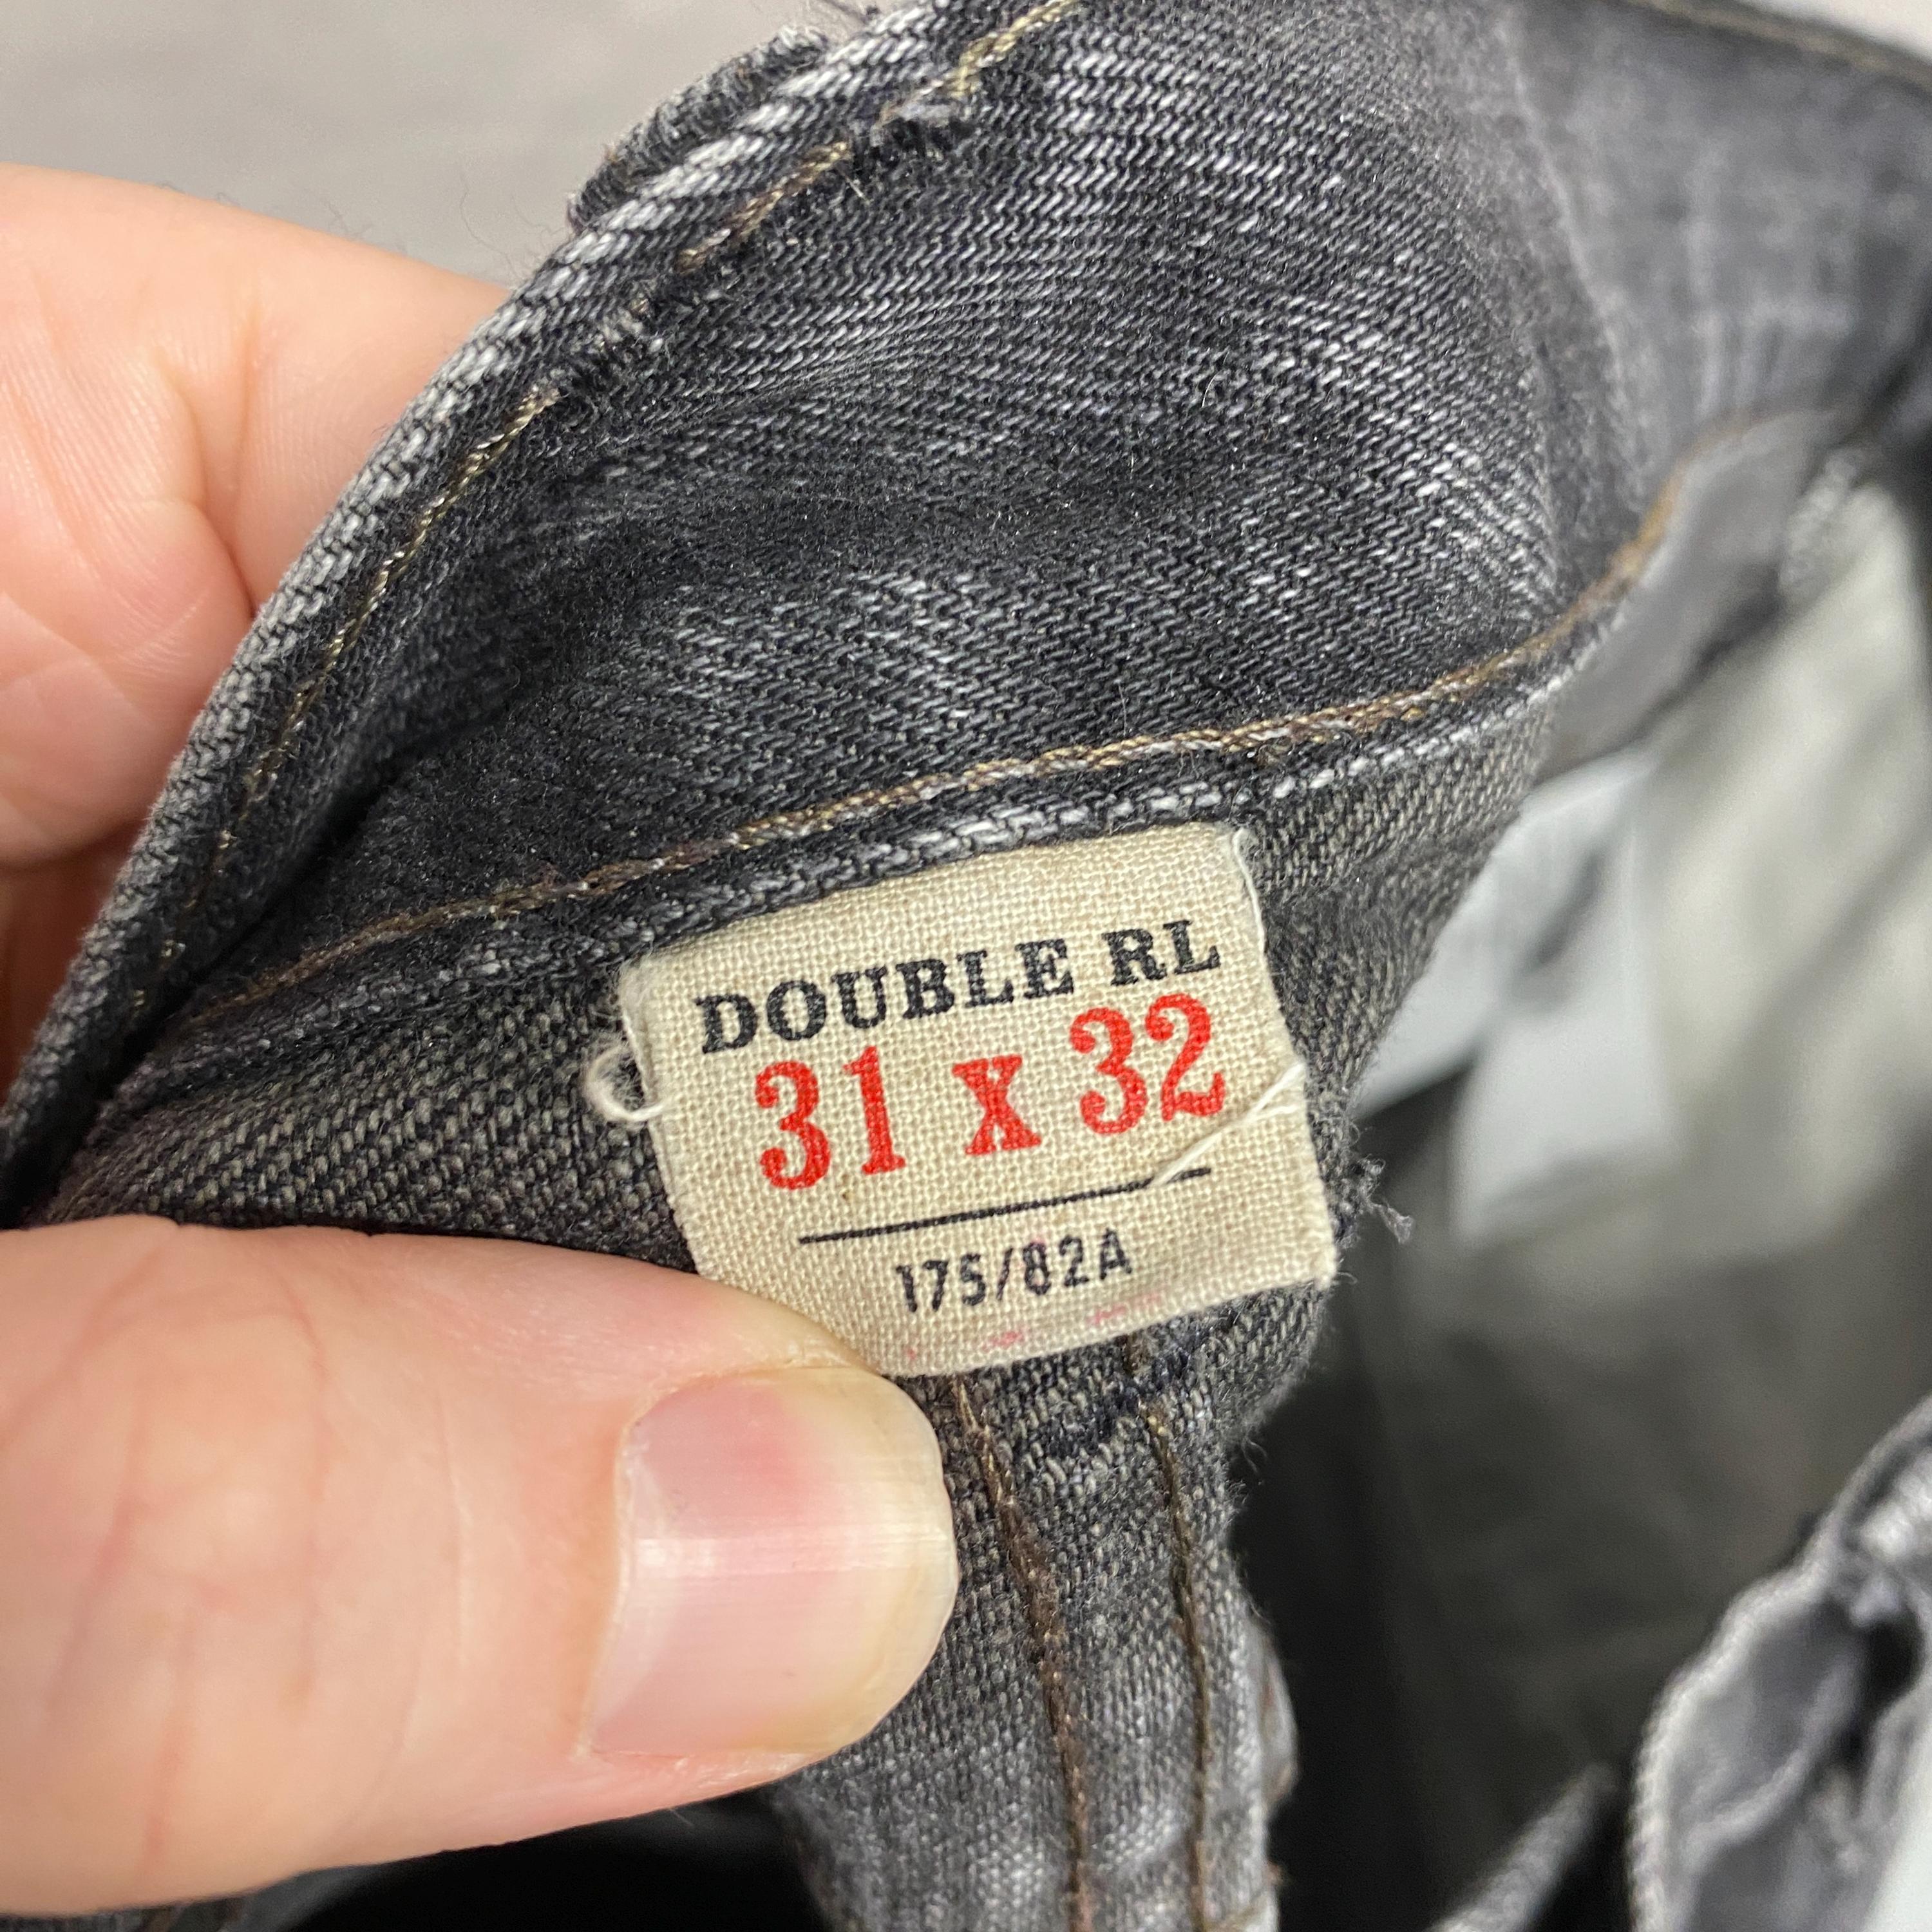 DOUBLE RL
31 x 32
175/82A